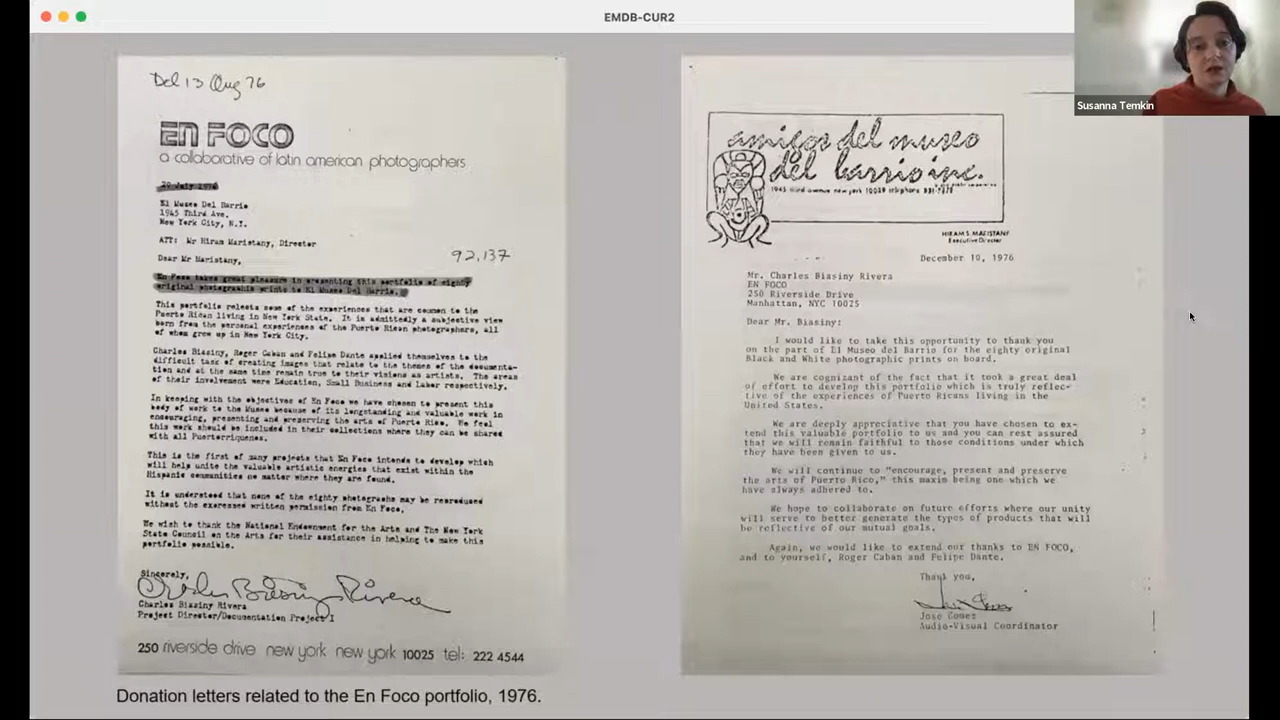 EMDB-CUR2
Susanna Temkin
Del 13 Aug 76
EN FOCO
a collaborative of latin american photographers
20 July 1976
El Museo Del Barrio
1945 Third Ave.
New York City, N.Y.
ATT: Mr Hiram Maristany, Director
92,137
Dear Mr Maristany,
En Foco takes great pleasure in presenting this portfolio of eighty
original photographic prints to El Museo Del Barrio.
This portfolio relects some of the experiences that are common to the
Puerto Rican living in New York State. It is admittedly a subjective view
born from the personal experiences of the Puerto Rican photographers, all
of whom grew up in New York City.
Charles Biasiny, Roger Caban and Felipe Dante applied themselves to the
difficult task of creating images that relate to the themes of the documenta-
tion and at the same time remain true to their visions as artists. The areas
of their involvement were Education, Small Business and Labor respectively.
In keeping with the objectives of En Foco we have chosen to present this
body of work to the Museo because of its longstanding and valuable work in
encouraging, presenting and preserving the arts of Puerto Rico. We feel
this work should be included in their collections where they can be shared
with all Puertorriquenos.
This is the first of many projects that En Foco intends to develop which
will help unite the valuable artistic energies that exist within the
Hispanic communities no matter where they are found.
It is understood that none of the eighty photographs may be reproduced
without the expressed written permission from En Foco.
We wish to thank the National Endowment for the Arts and The New York
State Council on the Arts for their assistance in helping to make this
portfolio possible.
Sincerely,
Charles Biasiny Rivera
Charles Biasiny Rivera
Project Director/Documentation Project I
250 riverside drive new york new york 10025 tel: 222 4544
amigos del museo
del barrio inc.
1945 third avenue new york 10029 telephone
HIRAM S MARISTANY
Executive Director
December 10, 1976
Mr. Charles Biasiny Rivera
EN FOCO
250 Riverside Drive
Manhattan, NYC 10025
Dear Mr. Biasiny:
I would like to take this opportunity to thank you
on the part of El Museo del Barrio for the eighty original
Black and White photographic prints on board.
We are cognizant of the fact that it took a great deal
of effort to develop this portfolio which is truly reflec-
tive of the experiences of Puerto Ricans living in the
United States.
We are deeply appreciative that you have chosen to ex-
tend this valuable portfolio to us and you can rest assured
that we will remain faithful to those conditions under which
they have been given to us.
We will continue to "encourage, present and preserve
the arts of Puerto Rico," this maxim being one which we
have always adhered to.
We hope to collaborate on future efforts where our unity
will serve to better generate the types of products that will
be reflective of our mutual goals.
Again, we would like to extend our thanks to EN FOCO,
and to yourself, Roger Caban and Felipe Dante.
Thank you,
Jose Gomez
Audio-Visual Coordinator
Donation letters related to the En Foco portfolio, 1976.